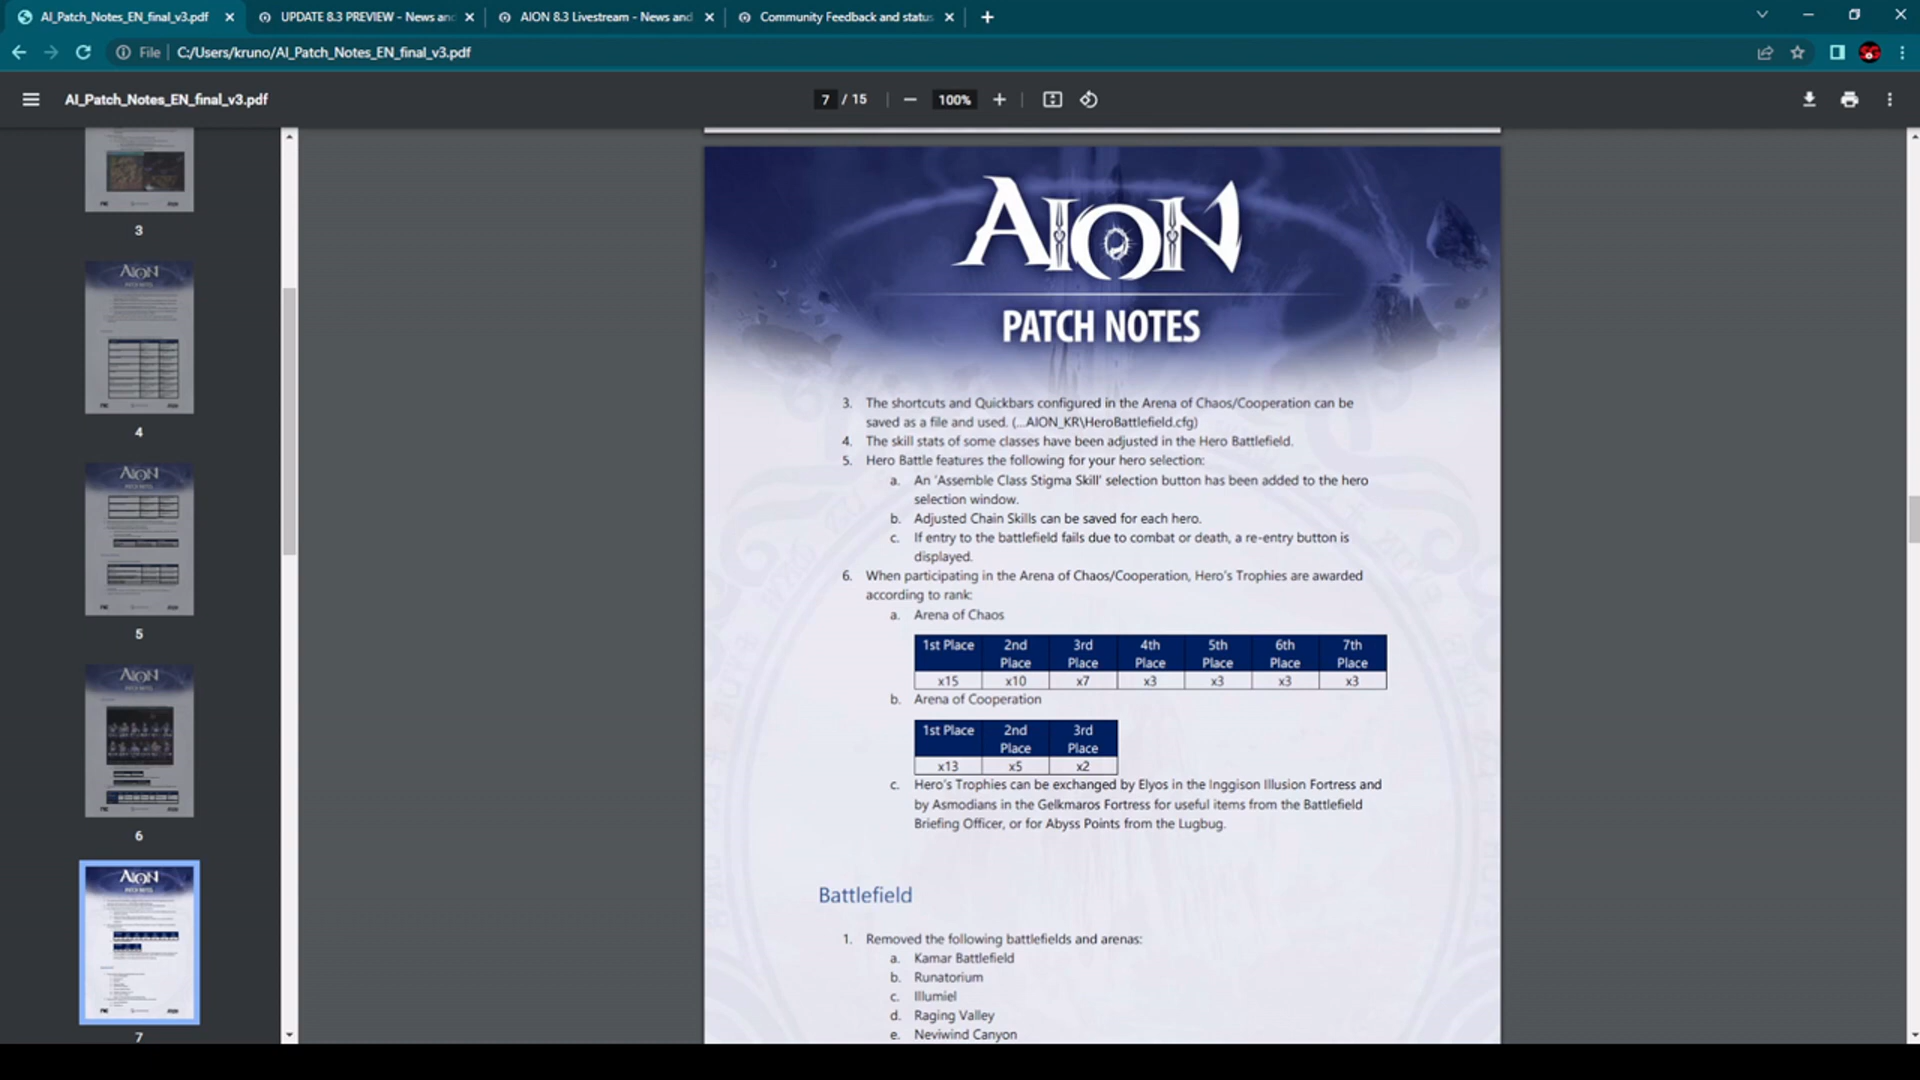 AI_Patch_Notes_EN_final_v3.pdf
UPDATE 8.3 PREVIEW - News and
AION 8.3 Livestream - News and
Community Feedback and status
File
C:/Users/kruno/AI_Patch_Notes_EN_final_v3.pdf
AI_Patch_Notes_EN_final_v3.pdf
7 / 15
100%
3
AION
4
AION
5
AION
6
AION
7
AION
PATCH NOTES
3. The shortcuts and Quickbars configured in the Arena of Chaos/Cooperation can be
saved as a file and used. (...AION_KR\HeroBattlefield.cfg)
4. The skill stats of some classes have been adjusted in the Hero Battlefield.
5. Hero Battle features the following for your hero selection:
a. An 'Assemble Class Stigma Skill' selection button has been added to the hero
selection window.
b. Adjusted Chain Skills can be saved for each hero.
c. If entry to the battlefield fails due to combat or death, a re-entry button is
displayed.
6. When participating in the Arena of Chaos/Cooperation, Hero's Trophies are awarded
according to rank:
a. Arena of Chaos
1st Place 2nd Place 3rd Place 4th Place 5th Place 6th Place 7th Place
x15 x10 x7 x3 x3 x3 x3
b. Arena of Cooperation
1st Place 2nd Place 3rd Place
x13 x5 x2
c. Hero's Trophies can be exchanged by Elyos in the Inggison Illusion Fortress and
by Asmodians in the Gelkmaros Fortress for useful items from the Battlefield
Briefing Officer, or for Abyss Points from the Lugbug.
Battlefield
1. Removed the following battlefields and arenas:
a. Kamar Battlefield
b. Runatorium
c. Illumiel
d. Raging Valley
e. Neviwind Canyon